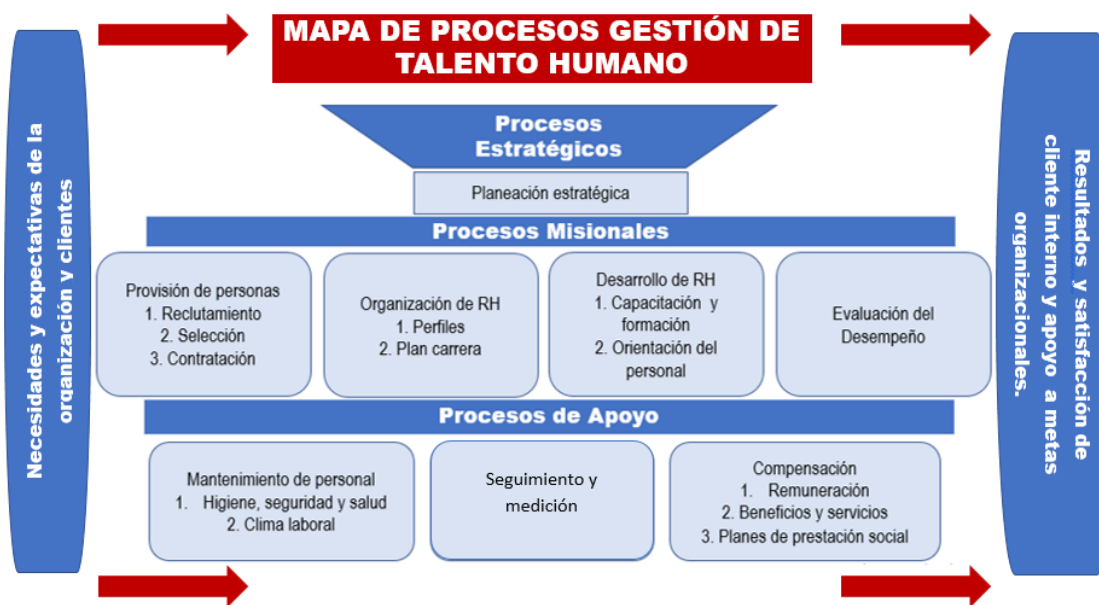 MAPA DE PROCESOS GESTIÓN DE
TALENTO HUMANO
Necesidades y expectativas de la
organización y clientes
Procesos
Estratégicos
Planeación estratégica
Procesos Misionales
Provisión de personas
1. Reclutamiento
2. Selección
3. Contratación
Organización de RH
1. Perfiles
2. Plan carrera
Desarrollo de RH
1. Capacitación y
formación
2. Orientación del
personal
Evaluación del
Desempeño
Procesos de Apoyo
Mantenimiento de personal
1. Higiene, seguridad y salud
2. Clima laboral
Seguimiento y
medición
Compensación
1. Remuneración
2. Beneficios y servicios
3. Planes de prestación social
Resultados y satisfacción de
cliente interno y apoyo a metas
organizacionales.